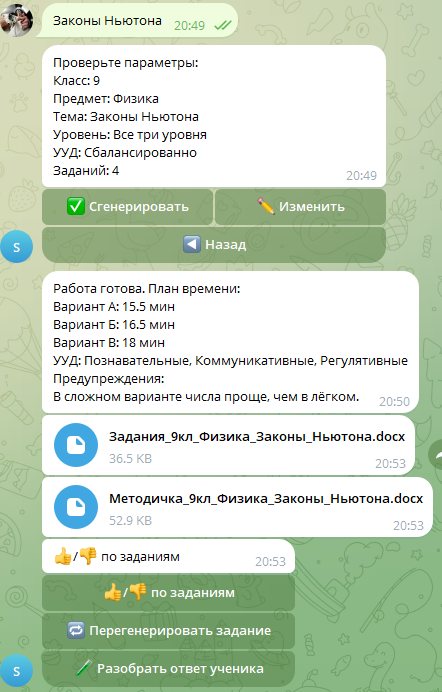 Законы Ньютона
20:49
Проверьте параметры:
Класс: 9
Предмет: Физика
Тема: Законы Ньютона
Уровень: Все три уровня
УУД: Сбалансированно
Заданий: 4
20:49
✅ Сгенерировать
✏️ Изменить
S
◀️ Назад
Работа готова. План времени:
Вариант А: 15.5 мин
Вариант Б: 16.5 мин
Вариант В: 18 мин
УУД: Познавательные, Коммуникативные, Регулятивные
Предупреждения:
В сложном варианте числа проще, чем в лёгком.
20:50
Задания_9кл_Физика_Законы_Ньютона.docx
36.5 KB
20:53
Методичка_9кл_Физика_Законы_Ньютона.docx
52.9 KB
20:53
👍/👎 по заданиям
20:53
👍/👎 по заданиям
🔁 Перегенерировать задание
S
🧪 Разобрать ответ ученика